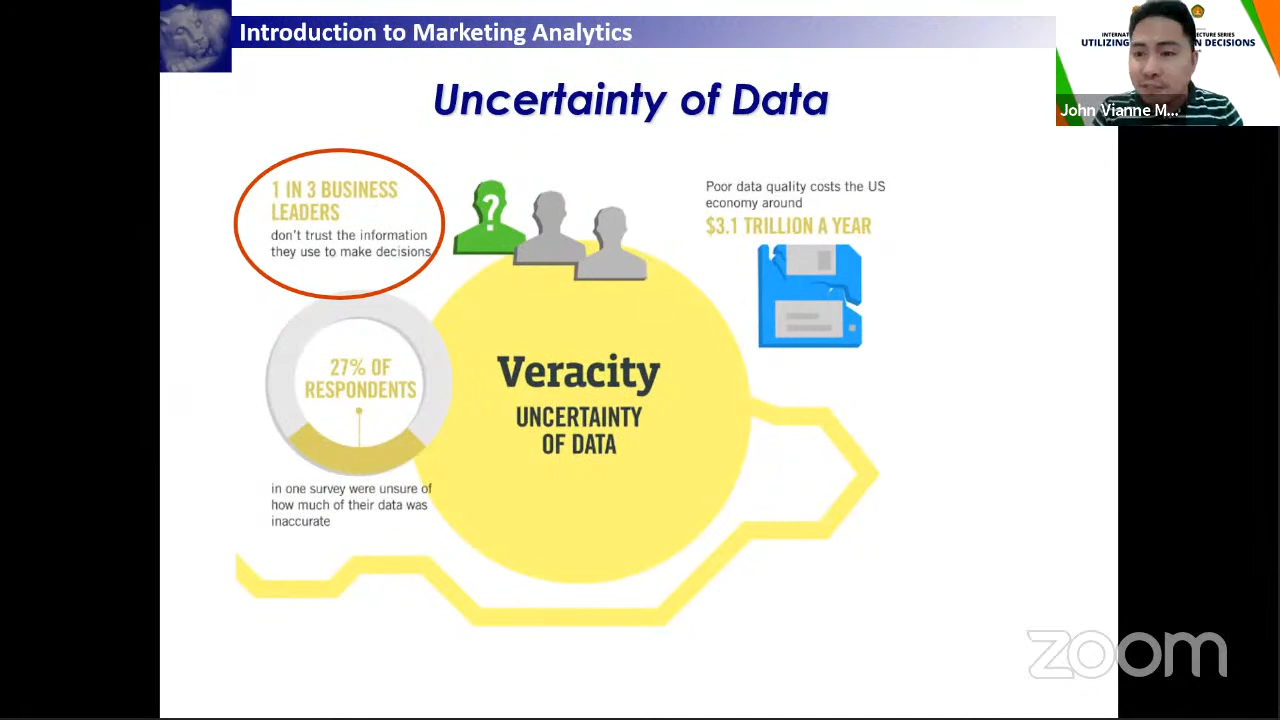 Introduction to Marketing Analytics
Uncertainty of Data
1 IN 3 BUSINESS
LEADERS
don't trust the information
they use to make decisions
?
Poor data quality costs the US
economy around
$3.1 TRILLION A YEAR
27% OF
RESPONDENTS
in one survey were unsure of
how much of their data was
inaccurate
Veracity
UNCERTAINTY
OF DATA
UTILIZING
DECISIONS
John Vianne M...
zoom